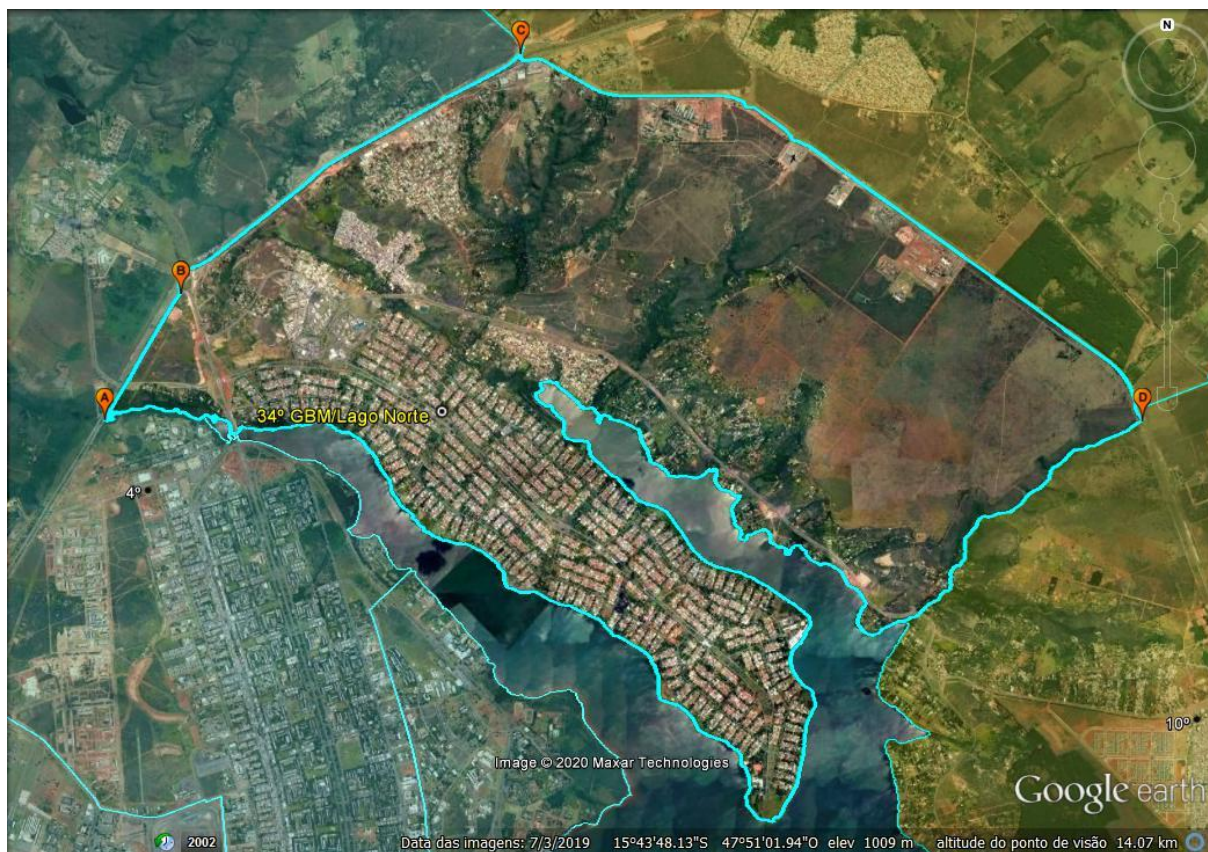 N
C
B
A
34º GBM/Lago Norte
D
4º
10º
Image © 2020 Maxar Technologies
Google earth
2002
Data das imagens: 7/3/2019 15º43'48.13"S 47º51'01.94"O elev 1009 m altitude do ponto de visão 14.07 km